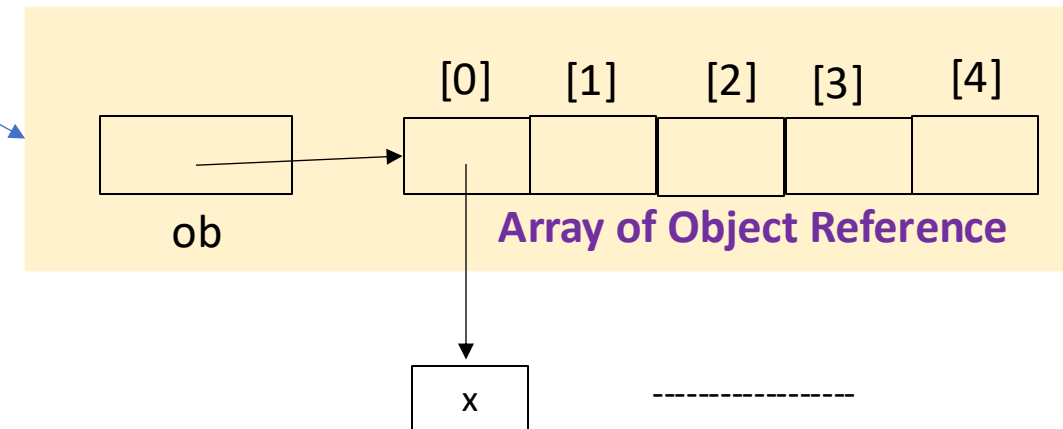 [0] [1] [2] [3] [4]
ob
Array of Object Reference
x
-----------------